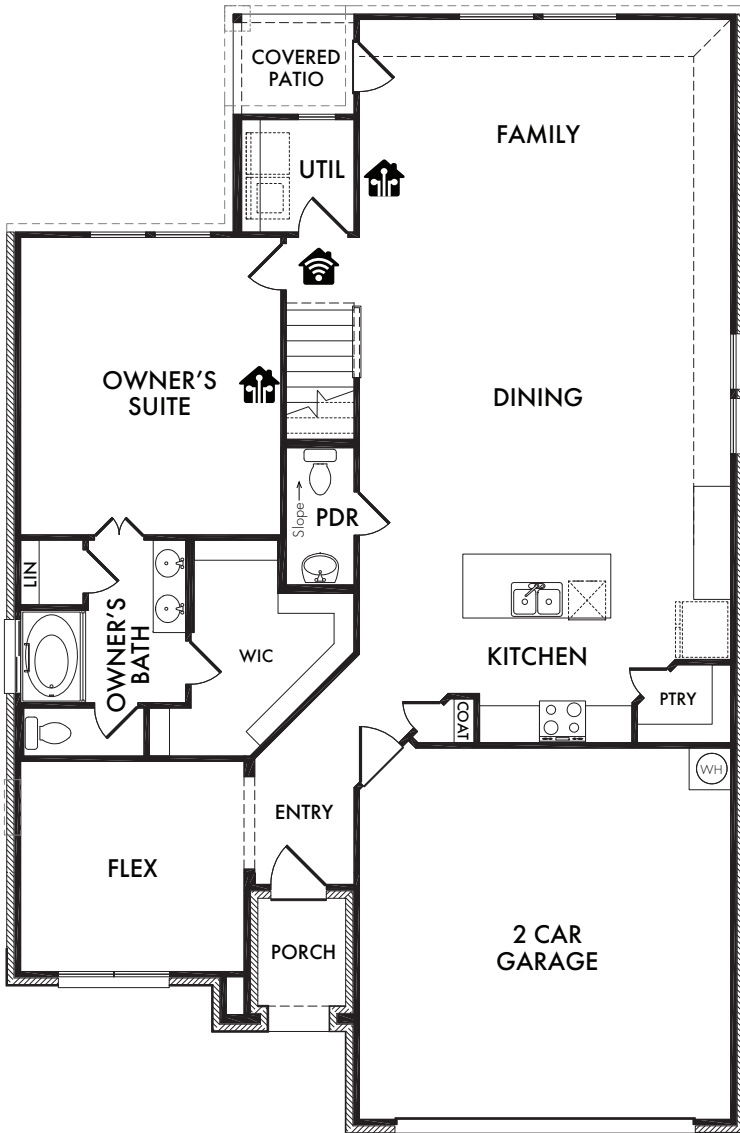 COVERED
PATIO
FAMILY
UTIL
OWNER'S
SUITE
DINING
Slope
PDR
LIN
OWNER'S
BATH
WIC
KITCHEN
PTRY
COAT
WH
ENTRY
FLEX
PORCH
2 CAR
GARAGE